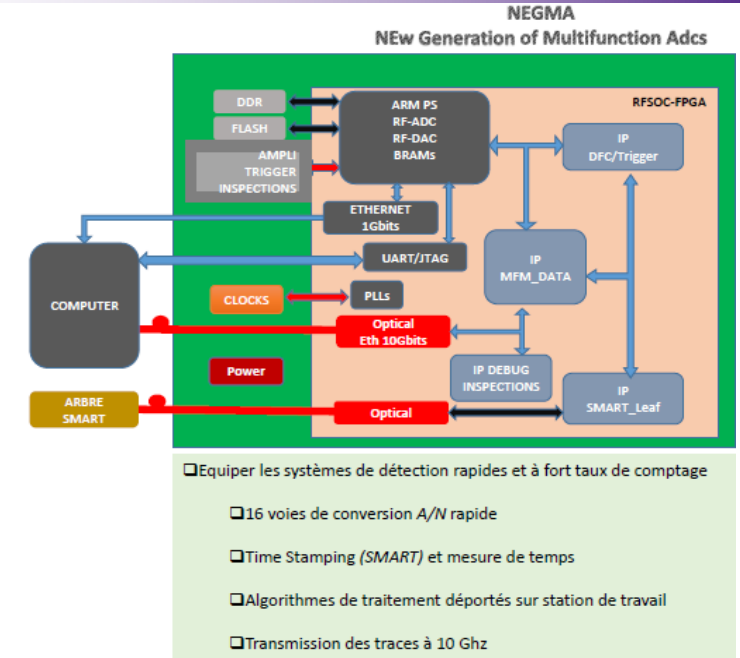 NEGMA
NEw Generation of Multifunction Adcs
DDR
FLASH
AMPLI
TRIGGER
INSPECTIONS
ARM PS
RF-ADC
RF-DAC
BRAMs
RFSOC-FPGA
IP
DFC/Trigger
ETHERNET
1Gbits
UART/JTAG
IP
MFM_DATA
COMPUTER
CLOCKS
PLLs
Optical
Eth 10Gbits
Power
IP DEBUG
INSPECTIONS
ARBRE
SMART
Optical
IP
SMART_Leaf
❑Equiper les systèmes de détection rapides et à fort taux de comptage
❑16 voies de conversion A/N rapide
❑Time Stamping (SMART) et mesure de temps
❑Algorithmes de traitement déportés sur station de travail
❑Transmission des traces à 10 Ghz